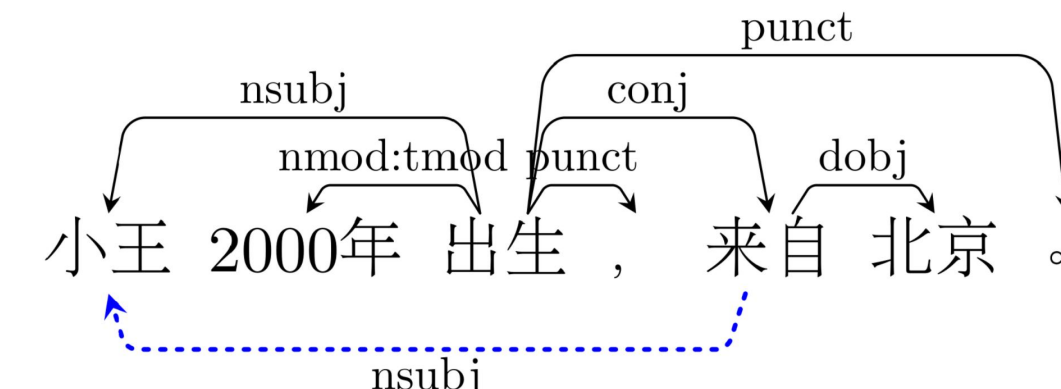 punct
nsubj conj
nmod:tmod punct dobj
小王 2000年 出生 ， 来自 北京 。
nsubj